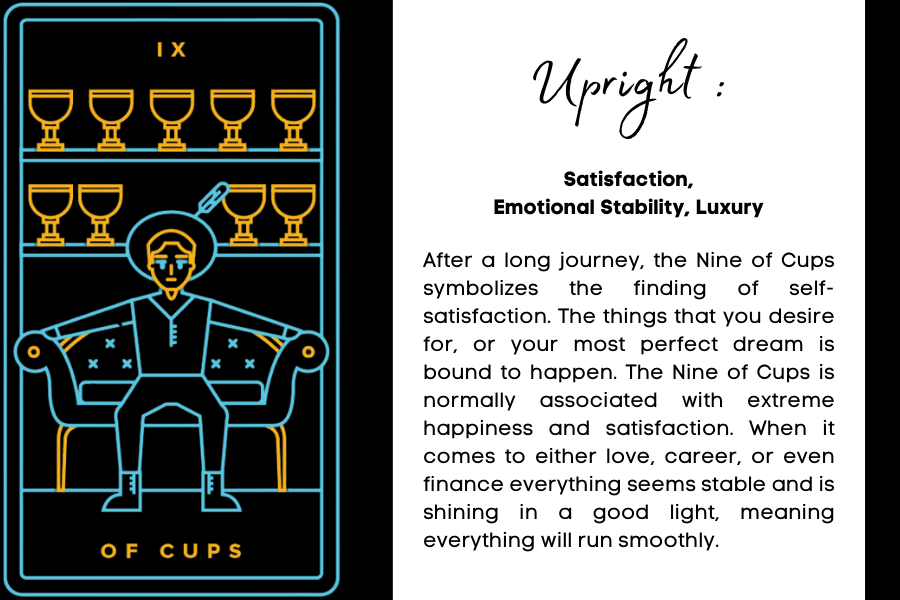 IX
OF CUPS
Upright :
Satisfaction,
Emotional Stability, Luxury
After a long journey, the Nine of Cups
symbolizes the finding of self-
satisfaction. The things that you desire
for, or your most perfect dream is
bound to happen. The Nine of Cups is
normally associated with extreme
happiness and satisfaction. When it
comes to either love, career, or even
finance everything seems stable and is
shining in a good light, meaning
everything will run smoothly.